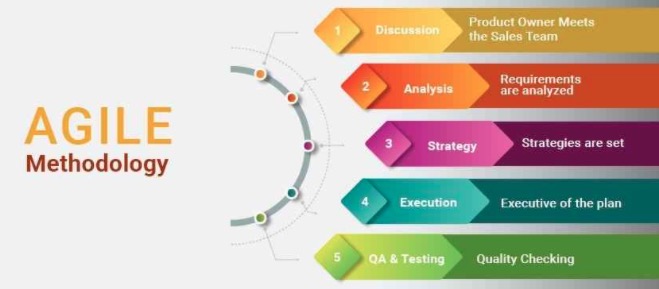 AGILE
Methodology
1
Discussion
Product Owner Meets
the Sales Team
2
Analysis
Requirements
are analyzed
3
Strategy
Strategies are set
4
Execution
Executive of the plan
5
QA & Testing
Quality Checking